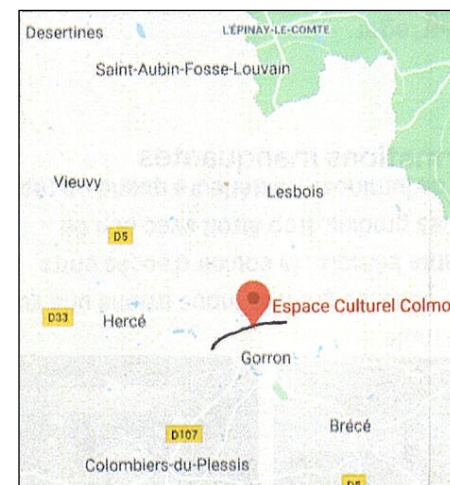 Desertines
L'ÉPINAY-LE-COMTE
Saint-Aubin-Fosse-Louvain
Vieuvy
Lesbois
D5
Espace Culturel Colmo
D33
Hercé
Gorron
D107
Brécé
Colombiers-du-Plessis
D5